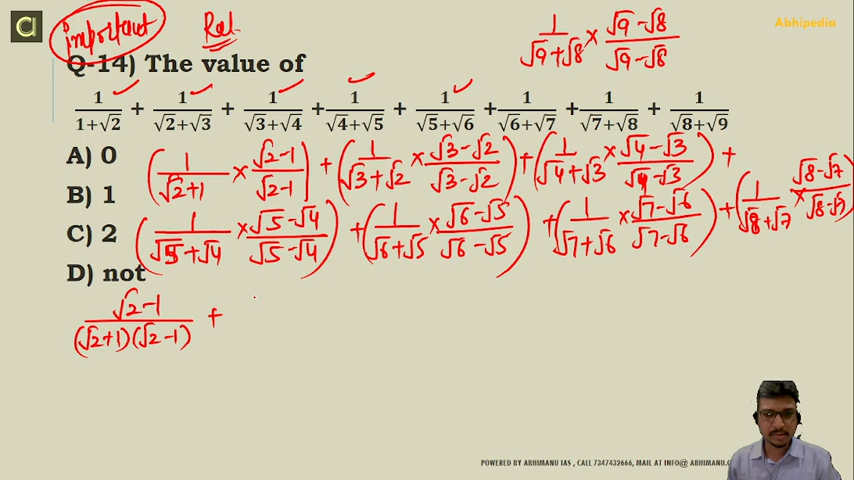 a
Abhipedia
important Ral
1/(√9+√8) × (√9-√8)/(√9-√8)
Q-14) The value of
1/(1+√2) + 1/(√2+√3) + 1/(√3+√4) + 1/(√4+√5) + 1/(√5+√6) + 1/(√6+√7) + 1/(√7+√8) + 1/(√8+√9)
A) 0
(1/(√2+1) × (√2-1)/(√2-1)) + (1/(√3+√2) × (√3-√2)/(√3-√2)) + (1/(√4+√3) × (√4-√3)/(√4-√3)) +
B) 1
C) 2
(1/(√5+√4) × (√5-√4)/(√5-√4)) + (1/(√6+√5) × (√6-√5)/(√6-√5)) + (1/(√7+√6) × (√7-√6)/(√7-√6)) + (1/(√8+√7) × (√8-√7)/(√8-√7))
D) not
(√2-1)/((√2+1)(√2-1)) +
POWERED BY ABHIMANU IAS , CALL 7347432666, MAIL AT INFO@ ABHIMANU.C